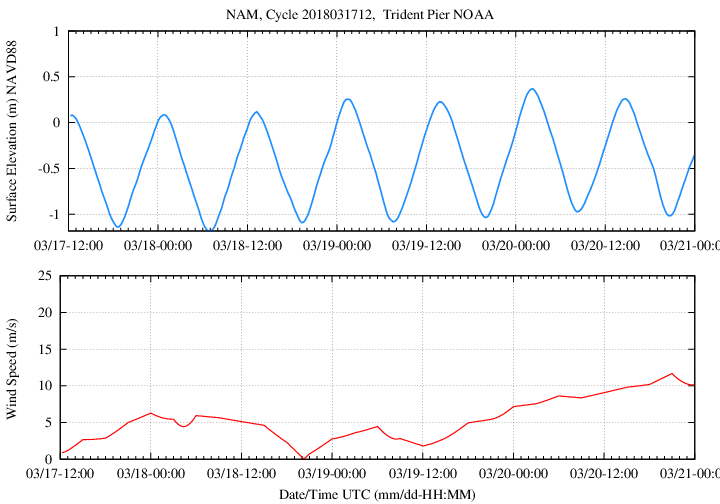 NAM, Cycle 2018031712,  Trident Pier NOAA
Surface Elevation (m) NAVD88
1
0.5
0
-0.5
-1
03/17-12:00 03/18-00:00 03/18-12:00 03/19-00:00 03/19-12:00 03/20-00:00 03/20-12:00 03/21-00:0
Wind Speed (m/s)
25
20
15
10
5
0
03/17-12:00 03/18-00:00 03/18-12:00 03/19-00:00 03/19-12:00 03/20-00:00 03/20-12:00 03/21-00:0
Date/Time UTC (mm/dd-HH:MM)